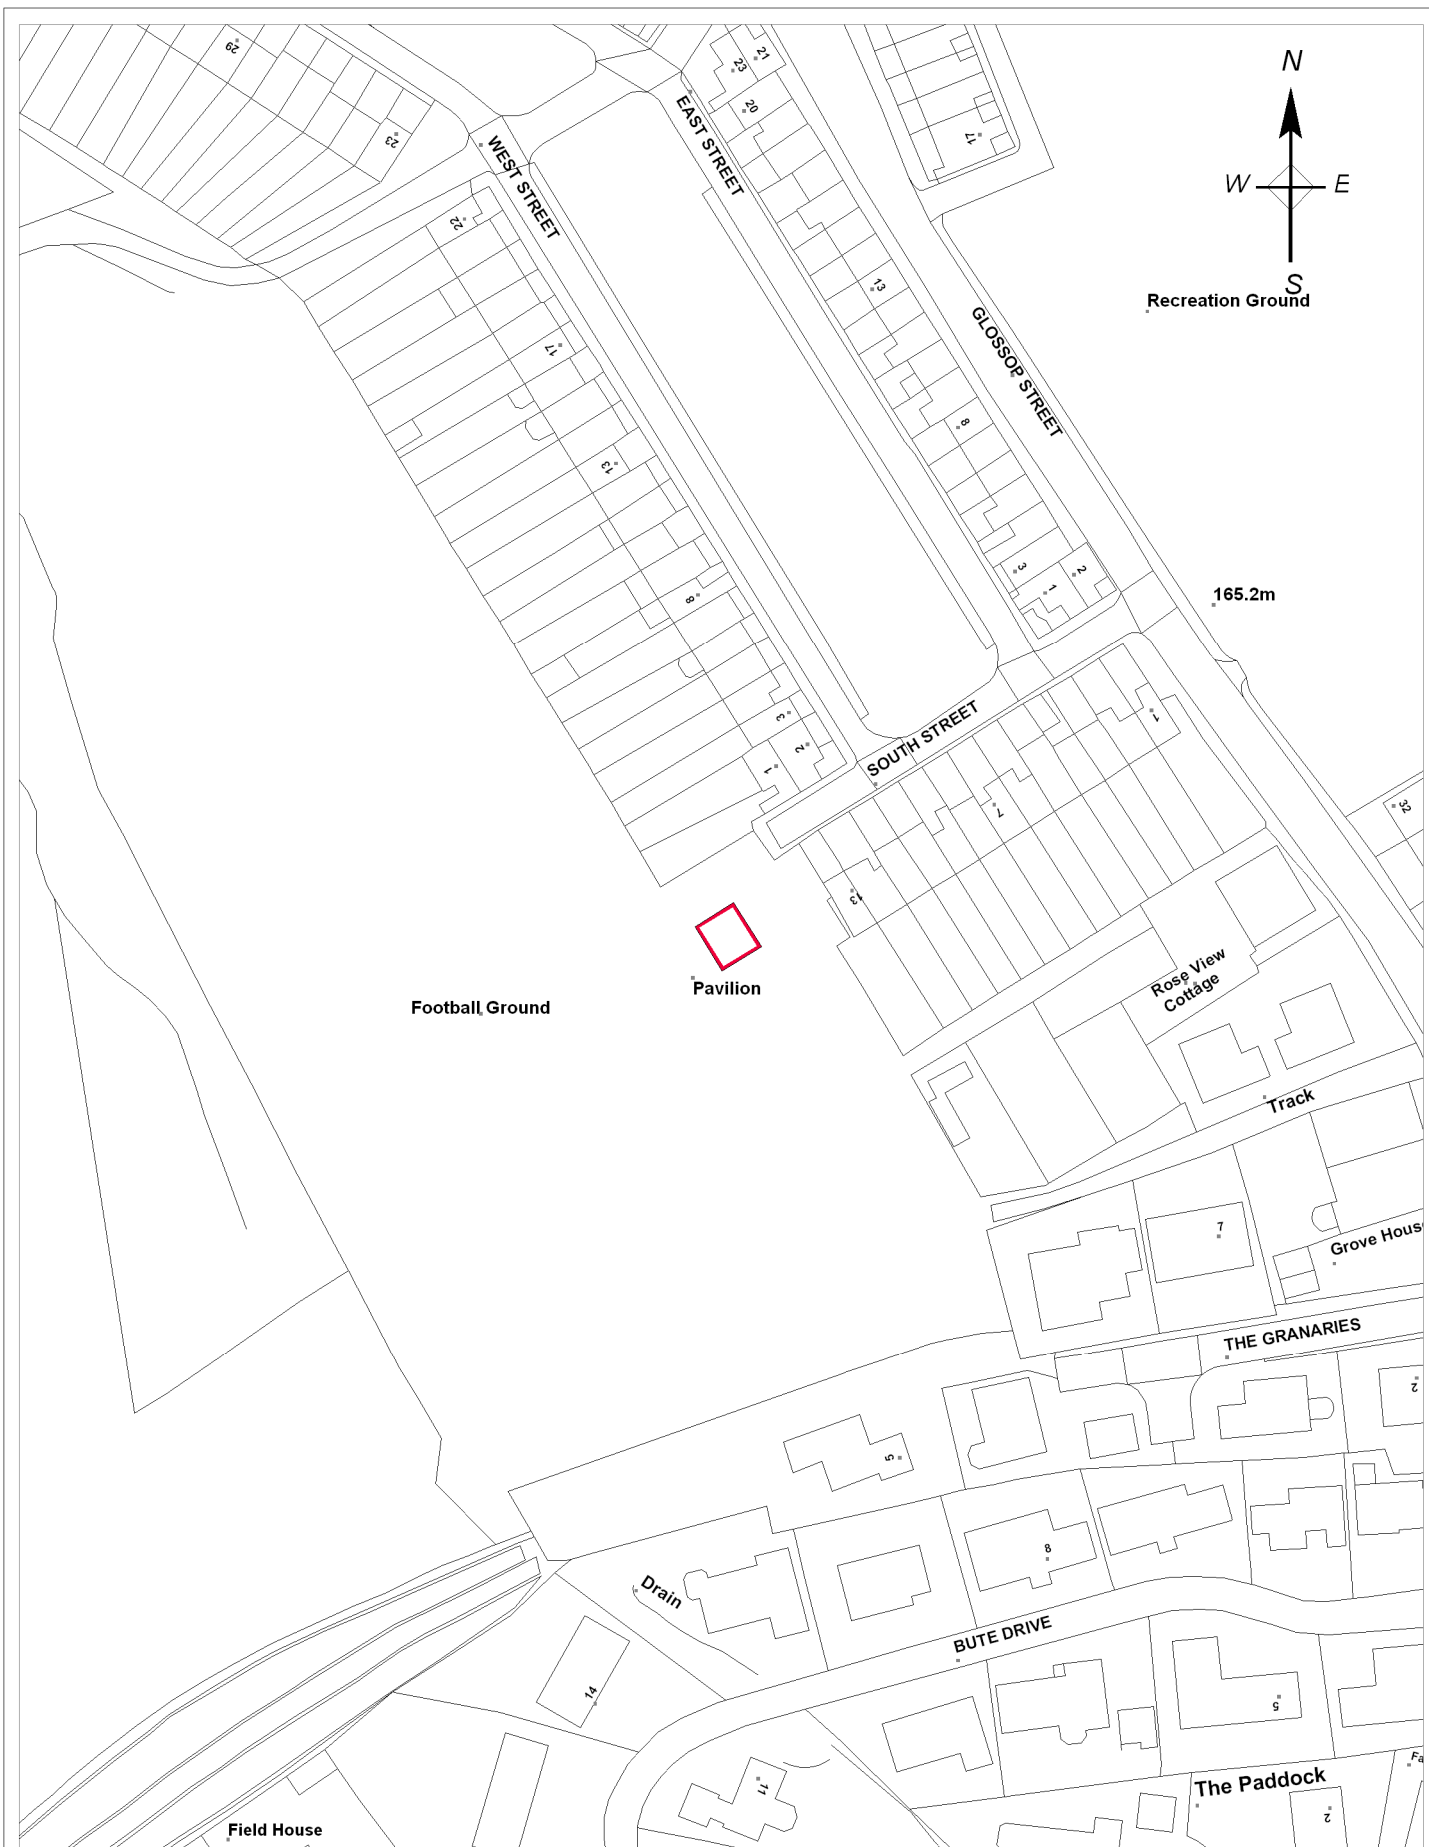 29
23
WEST STREET
22
EAST STREET
23
21
20
17
N
W
E
S
Recreation Ground
13
GLOSSOP STREET
17
8
13
3
1
2
165.2m
8
3
2
1
SOUTH STREET
1
7
32
13
Rose View
Cottage
Pavilion
Football Ground
Track
7
Grove Hous
THE GRANARIES
2
5
8
Drain
BUTE DRIVE
14
5
11
The Paddock
Fa
2
Field House